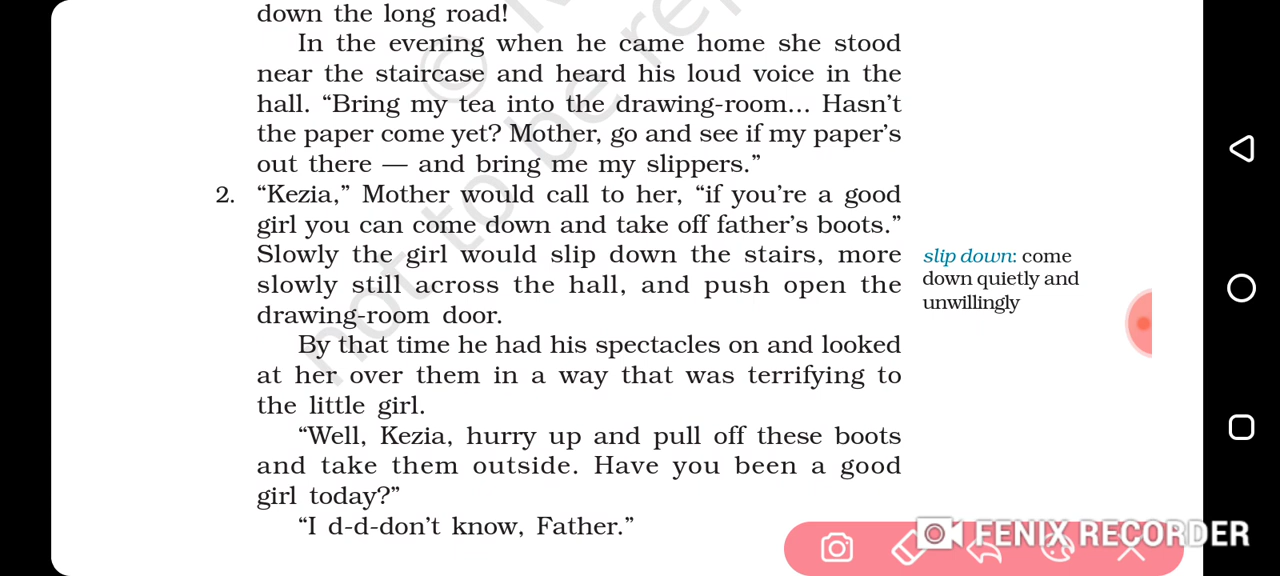 down the long road!
In the evening when he came home she stood
near the staircase and heard his loud voice in the
hall. “Bring my tea into the drawing-room... Hasn’t
the paper come yet? Mother, go and see if my paper’s
out there — and bring me my slippers.”
2. “Kezia,” Mother would call to her, “if you’re a good
girl you can come down and take off father’s boots.”
Slowly the girl would slip down the stairs, more
slowly still across the hall, and push open the
drawing-room door.
slip down: come
down quietly and
unwillingly
By that time he had his spectacles on and looked
at her over them in a way that was terrifying to
the little girl.
“Well, Kezia, hurry up and pull off these boots
and take them outside. Have you been a good
girl today?”
“I d-d-don’t know, Father.”
not to be re
©
FENIX RECORDER